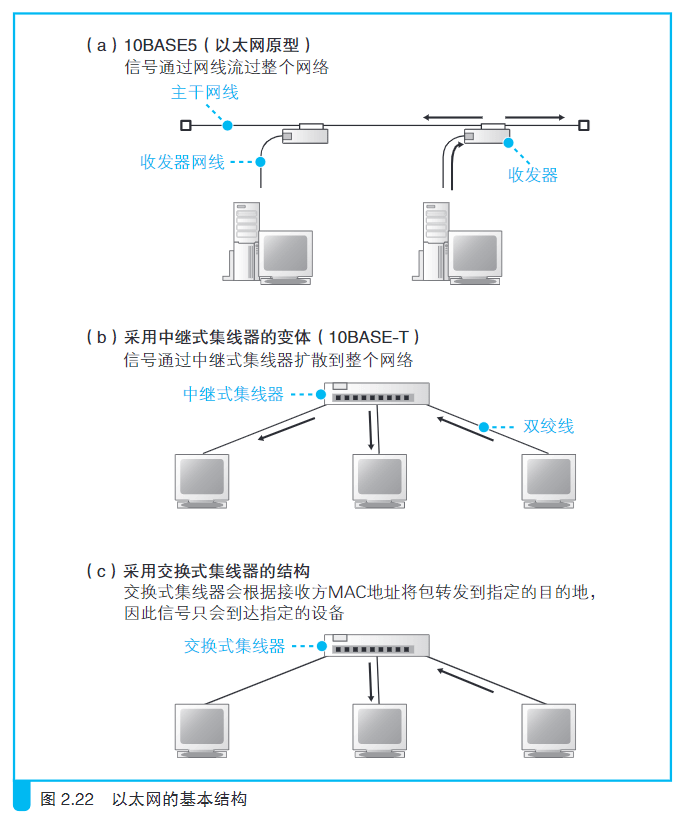 (a)10BASE5(以太网原型)
信号通过网线流过整个网络
主干网线
收发器网线
收发器
(b)采用中继式集线器的变体(10BASE-T)
信号通过中继式集线器扩散到整个网络
中继式集线器
双绞线
(c)采用交换式集线器的结构
交换式集线器会根据接收方MAC地址将包转发到指定的目的地，
因此信号只会到达指定的设备
交换式集线器
图 2.22 以太网的基本结构